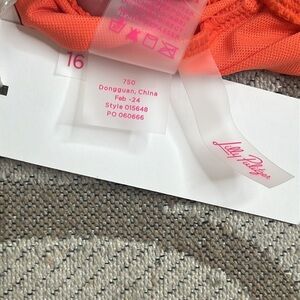 16
750
Dongguan, China
Feb -24
Style 015648
PO 060666
Lilly Pulitzer